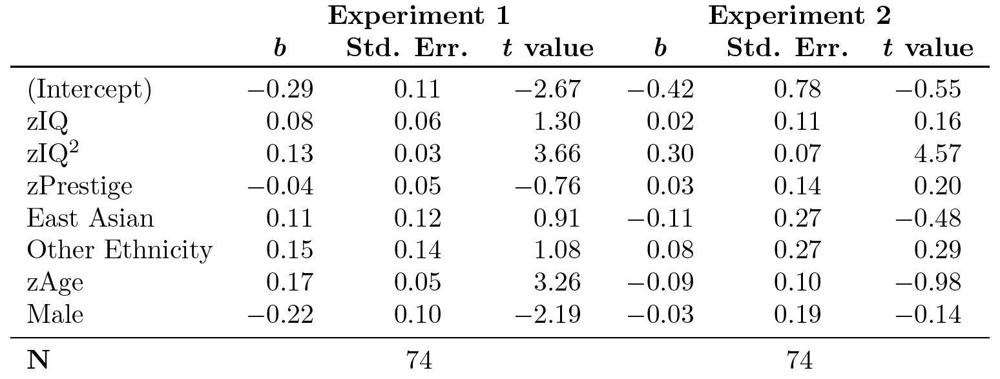 Experiment 1 Experiment 2
b Std. Err. t value b Std. Err. t value
(Intercept) −0.29 0.11 −2.67 −0.42 0.78 −0.55
zIQ 0.08 0.06 1.30 0.02 0.11 0.16
zIQ² 0.13 0.03 3.66 0.30 0.07 4.57
zPrestige −0.04 0.05 −0.76 0.03 0.14 0.20
East Asian 0.11 0.12 0.91 −0.11 0.27 −0.48
Other Ethnicity 0.15 0.14 1.08 0.08 0.27 0.29
zAge 0.17 0.05 3.26 −0.09 0.10 −0.98
Male −0.22 0.10 −2.19 −0.03 0.19 −0.14
N 74 74